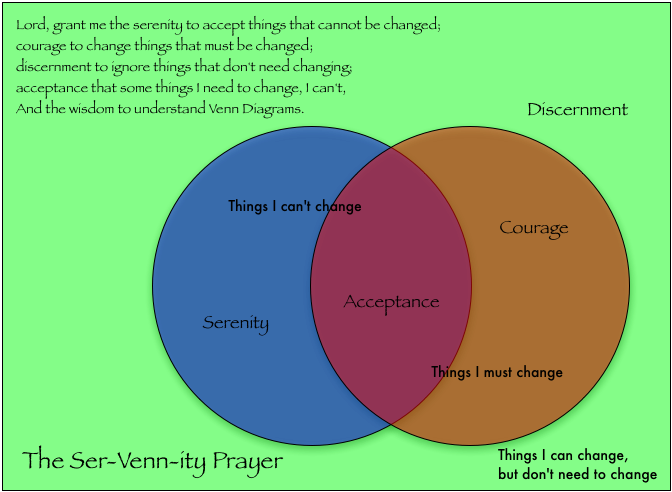 Lord, grant me the serenity to accept things that cannot be changed;
courage to change things that must be changed;
discernment to ignore things that don't need changing;
acceptance that some things I need to change, I can't,
And the wisdom to understand Venn Diagrams.
Discernment
Things I can't change
Courage
Acceptance
Serenity
Things I must change
The Ser-Venn-ity Prayer
Things I can change,
but don't need to change